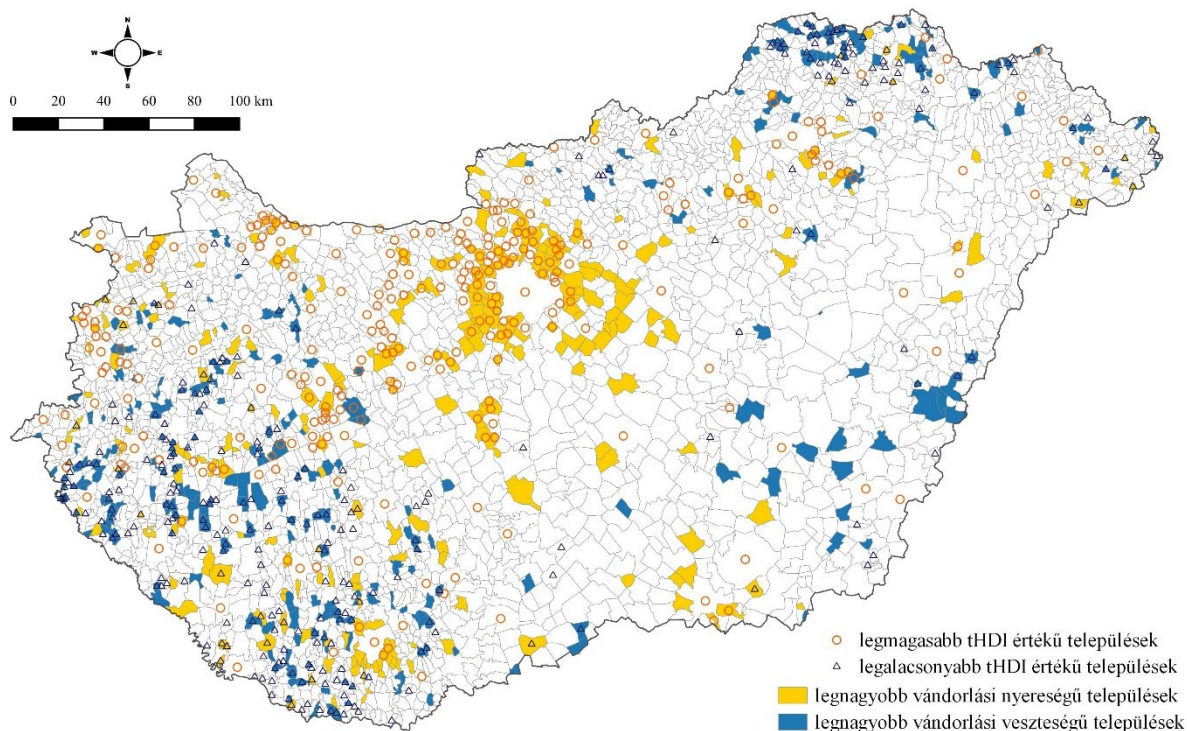 N
W E
S
0 20 40 60 80 100 km
legmagasabb tHDI értékű települések
legalacsonyabb tHDI értékű települések
legnagyobb vándorlási nyereségű települések
legnagyobb vándorlási veszteségű települések